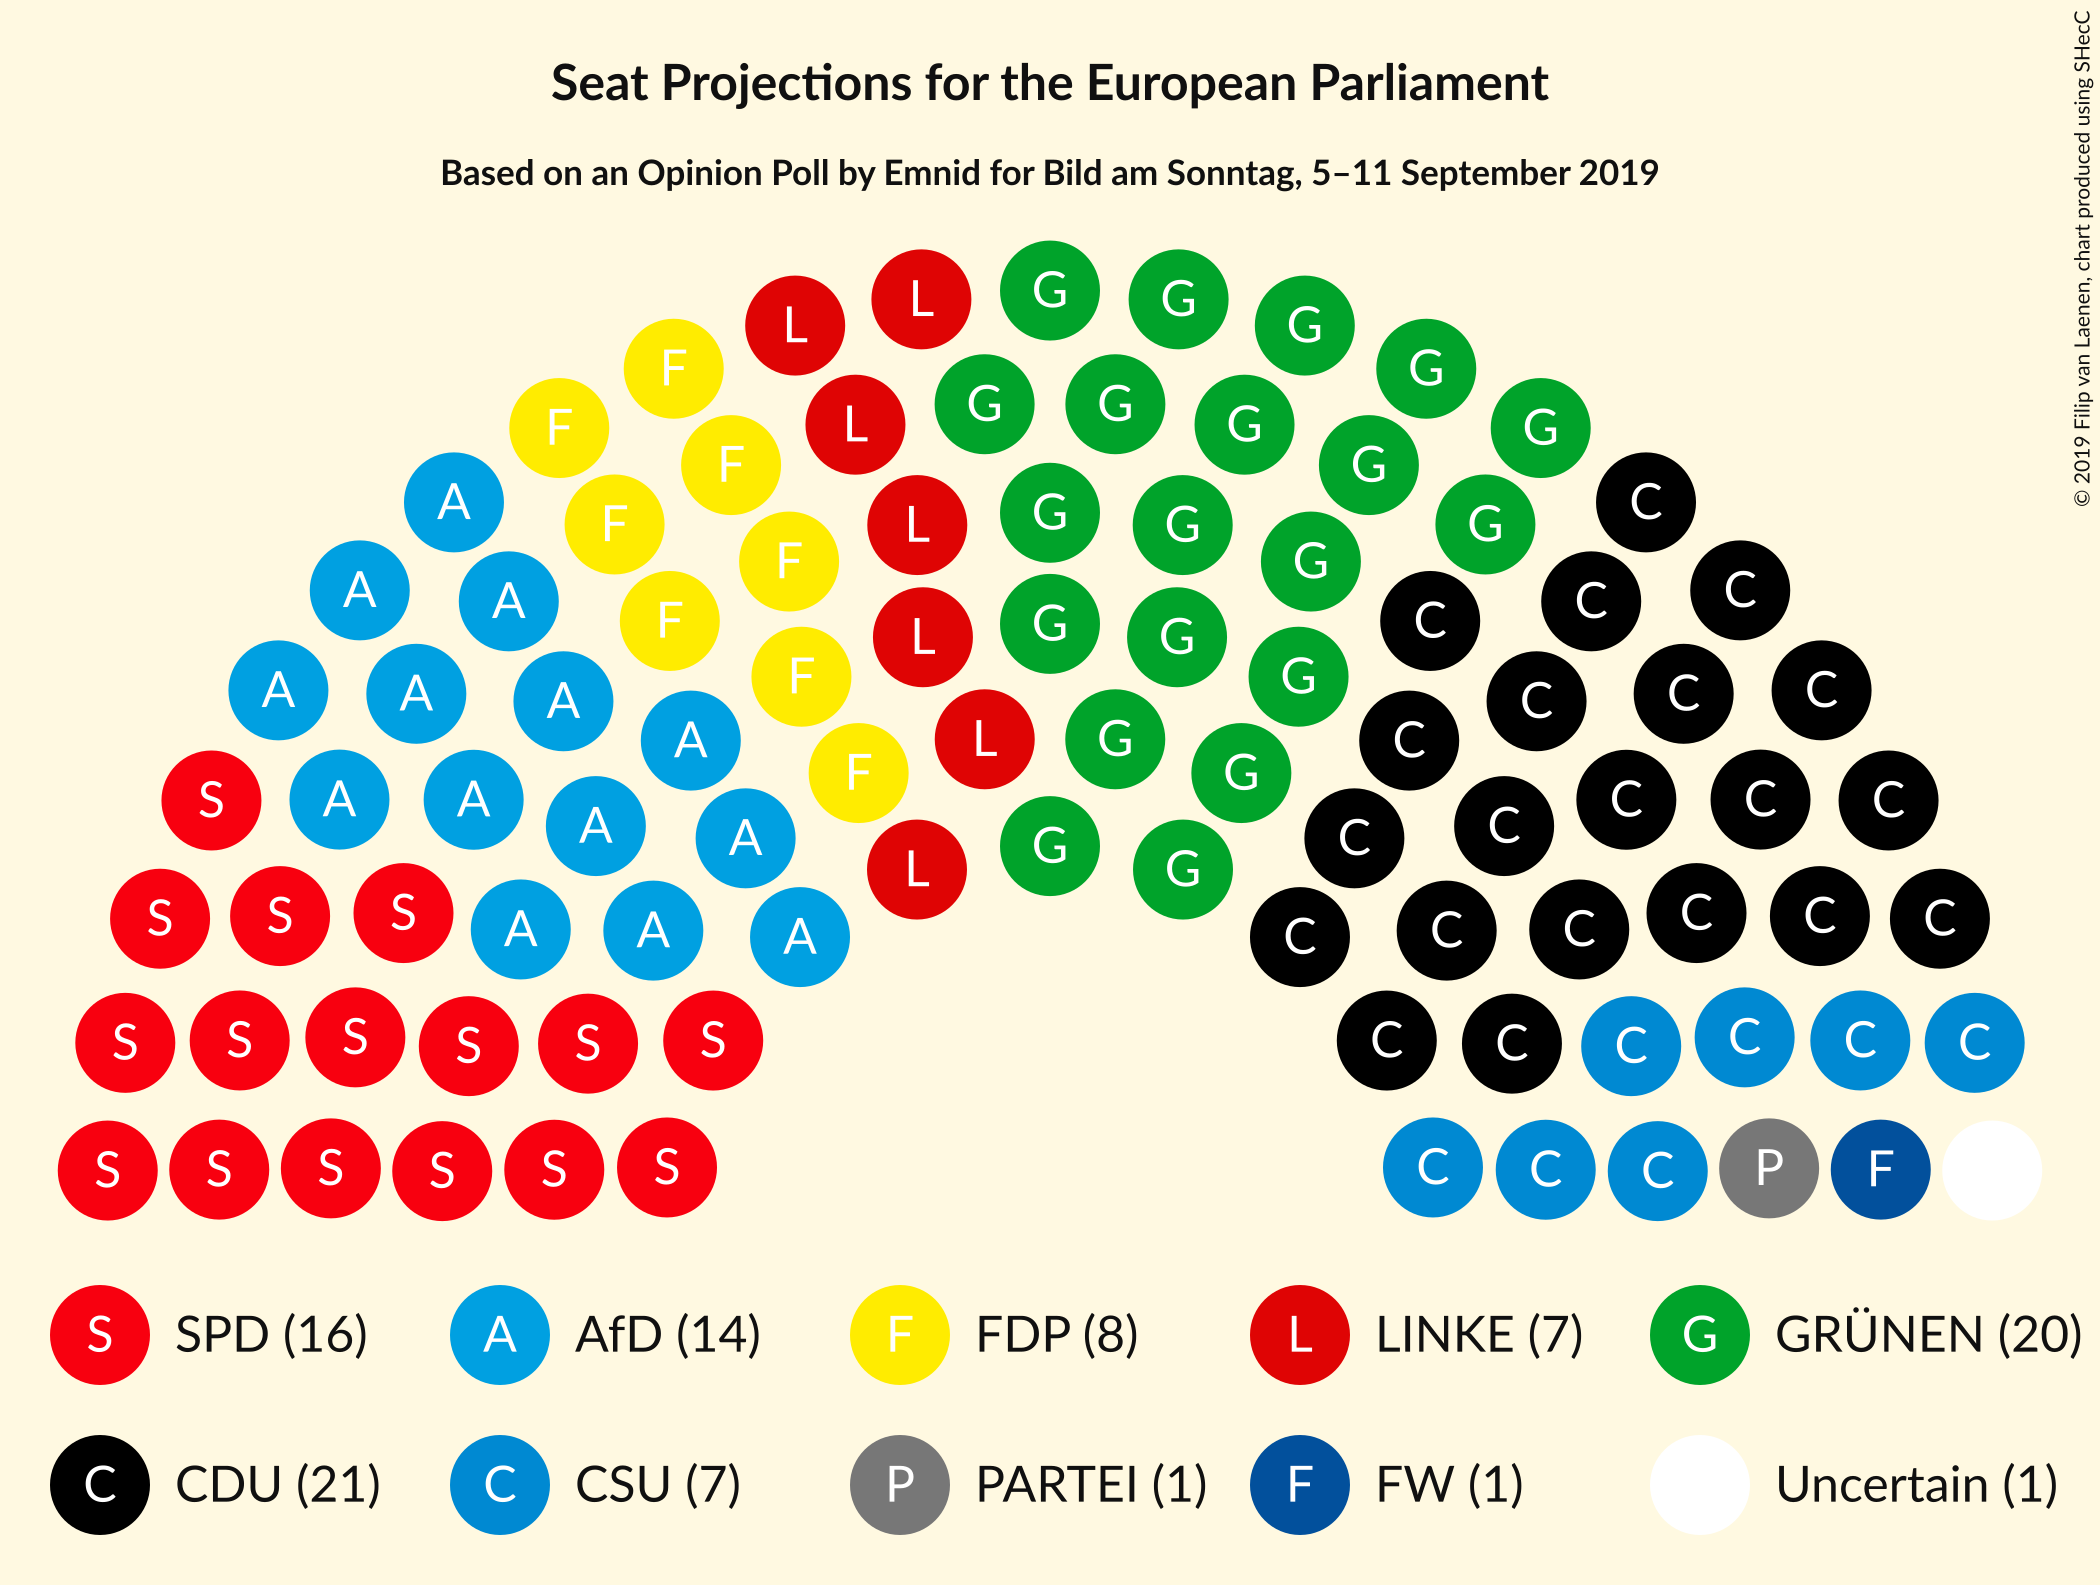 Seat Projections for the European Parliament
Based on an Opinion Poll by Emnid for Bild am Sonntag, 5–11 September 2019
© 2019 Filip van Laenen, chart produced using SHecC
L G G
L G
F G
F L G G G
F G
A F G C
F L G G G
A A F G C C
F L G G C
A A A F G C C C
A L G C
S A A F G C C C
A A C C
L G G
S S S A A A C C C C C C
S S S S S S C C C C C C
S S S S S S C C C P F
S SPD (16) A AfD (14) F FDP (8) L LINKE (7) G GRÜNEN (20)
C CDU (21) C CSU (7) P PARTEI (1) F FW (1) Uncertain (1)